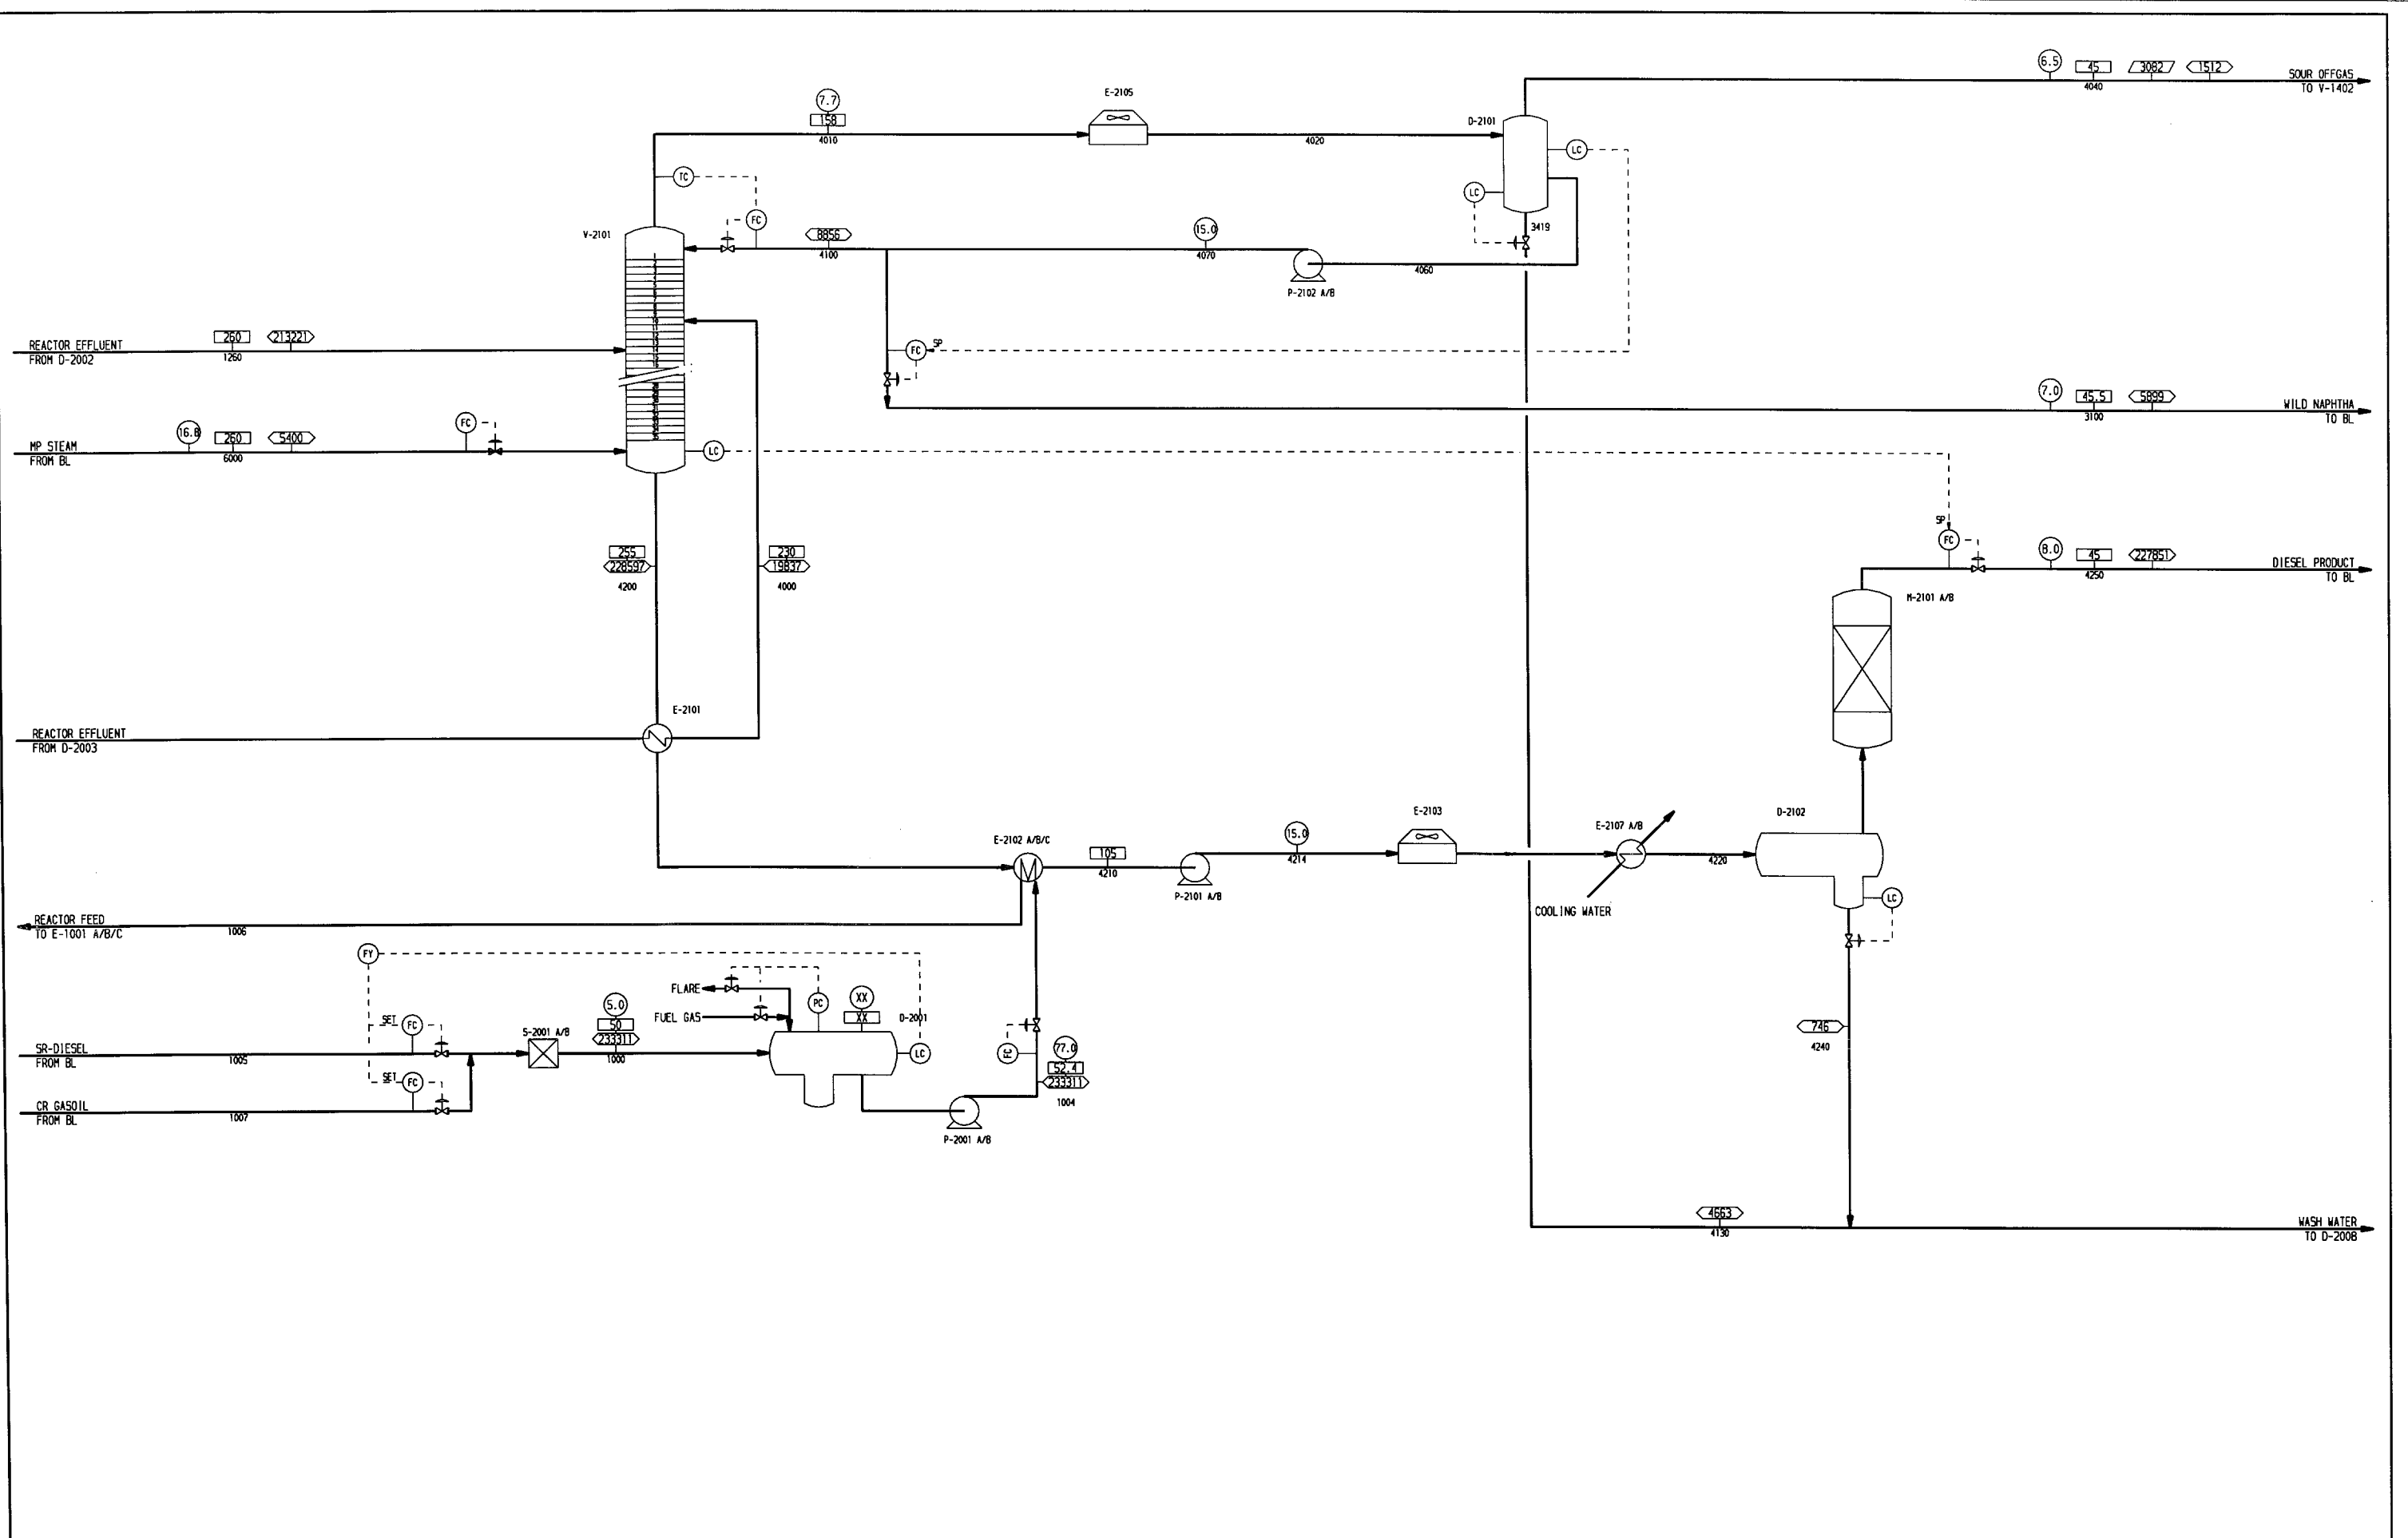 6.5
45
3082
1512
SOUR OFFGAS
4040
TO V-1402
E-2105
7.7
158
4010
4020
D-2101
LC
TC
LC
FC
V-2101
8856
4100
15.0
4070
4060
3419
P-2102 A/B
REACTOR EFFLUENT
260
213221
FROM D-2002
1260
FC
SP
7.0
45.5
5899
WILD NAPHTHA
3100
TO BL
MP STEAM
16.8
260
5400
FC
FROM BL
6000
LC
SP
FC
8.0
45
227851
DIESEL PRODUCT
4250
TO BL
255
228597
4200
230
19837
4000
M-2101 A/B
E-2101
REACTOR EFFLUENT
FROM D-2003
E-2102 A/B/C
105
4210
P-2101 A/B
15.0
4214
E-2103
E-2107 A/B
4220
D-2102
COOLING WATER
LC
REACTOR FEED
TO E-1001 A/B/C
1006
FY
FLARE
FUEL GAS
PC
XX
XX
D-2001
SET
FC
S-2001 A/B
5.0
50
233311
1000
LC
SR-DIESEL
FROM BL
1005
SET
FC
CR GASOIL
FROM BL
1007
FC
77.0
52.4
233311
1004
P-2001 A/B
746
4240
4663
4130
WASH WATER
TO D-2008